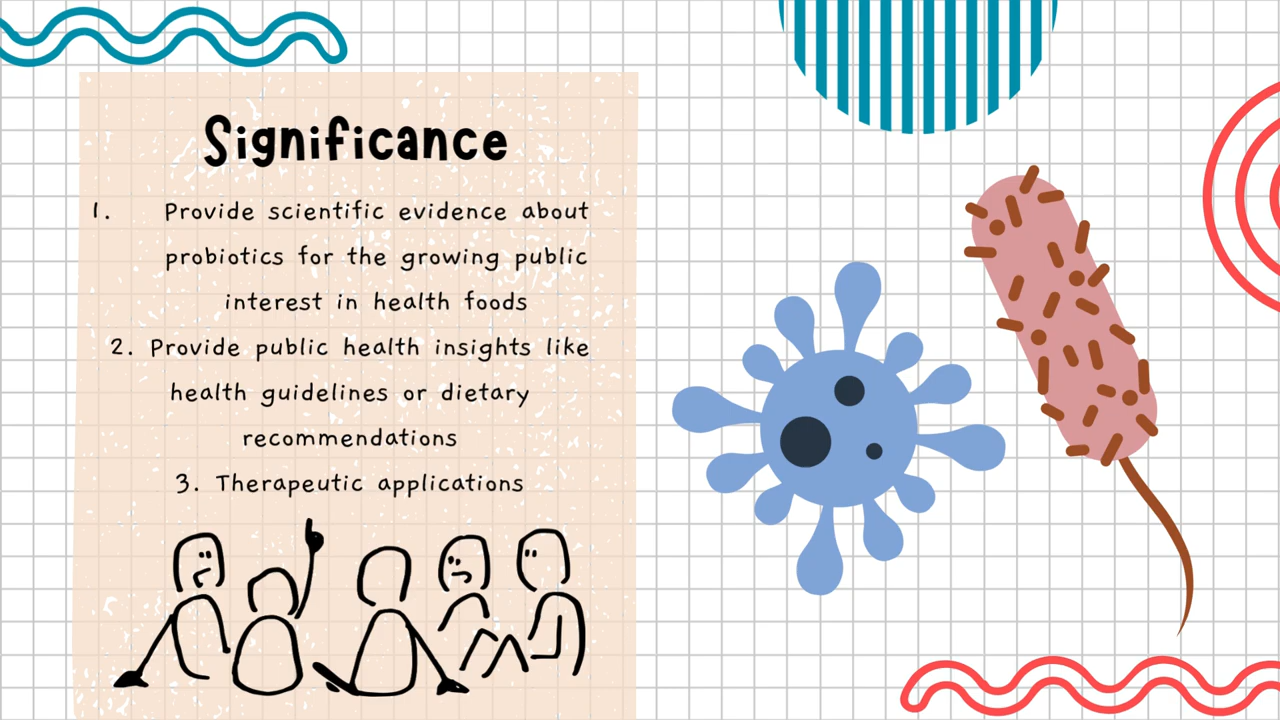 Significance
1. Provide scientific evidence about
probiotics for the growing public
interest in health foods
2. Provide public health insights like
health guidelines or dietary
recommendations
3. Therapeutic applications